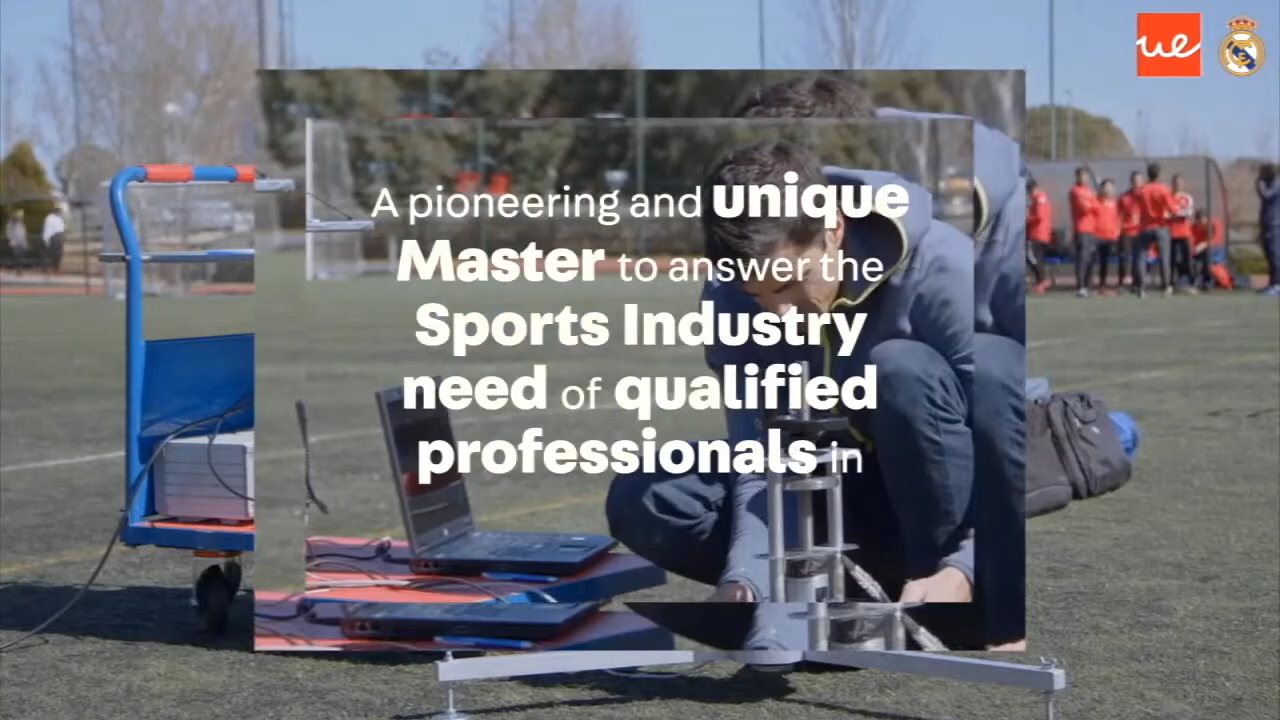 ue
A pioneering and unique
Master to answer the
Sports Industry
need of qualified
professionals in